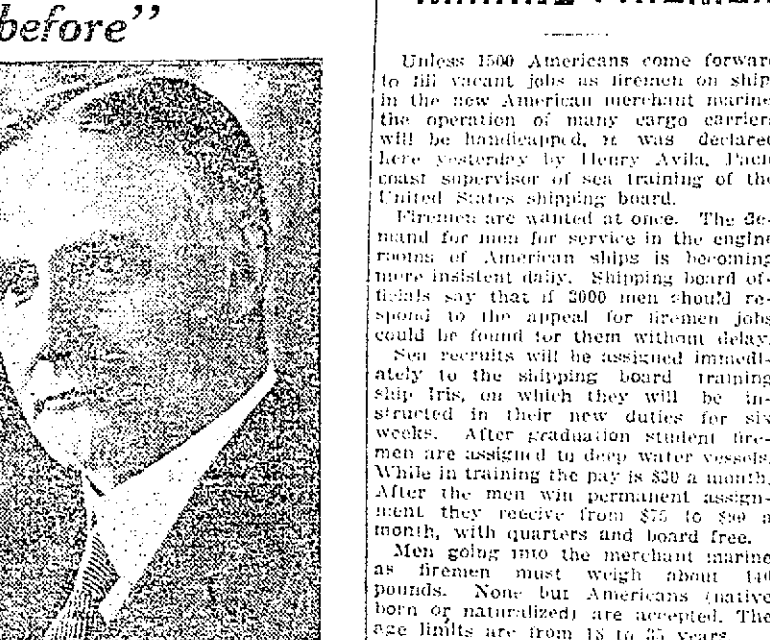 before”
Unless 1500 Americans come forward
to fill vacant jobs as firemen on ship
in the new American merchant marine
the operation of many cargo carriers
will be handicapped, it was declared
here yesterday by Henry Avila, Paci
coast supervisor of sea training of the
United States shipping board.
Firemen are wanted at once. The de-
mand for men for service in the engine
rooms of American ships is becoming
more insistent daily. Shipping board of-
ficials say that if 2000 men should re-
spond to the appeal for firemen jobs
could be found for them without delay.
Sea recruits will be assigned immedi-
ately to the shipping board training
ship Iris, on which they will be in-
structed in their new duties for six
weeks. After graduation student fire-
men are assigned to deep water vessels.
While in training the pay is $30 a month.
After the men win permanent assign-
ment they receive from $75 to $90 a
month, with quarters and board free.
Men going into the merchant marine
as firemen must weigh about 140
pounds. None but Americans (native
born or naturalized) are accepted. The
age limits are from 18 to 35 years.